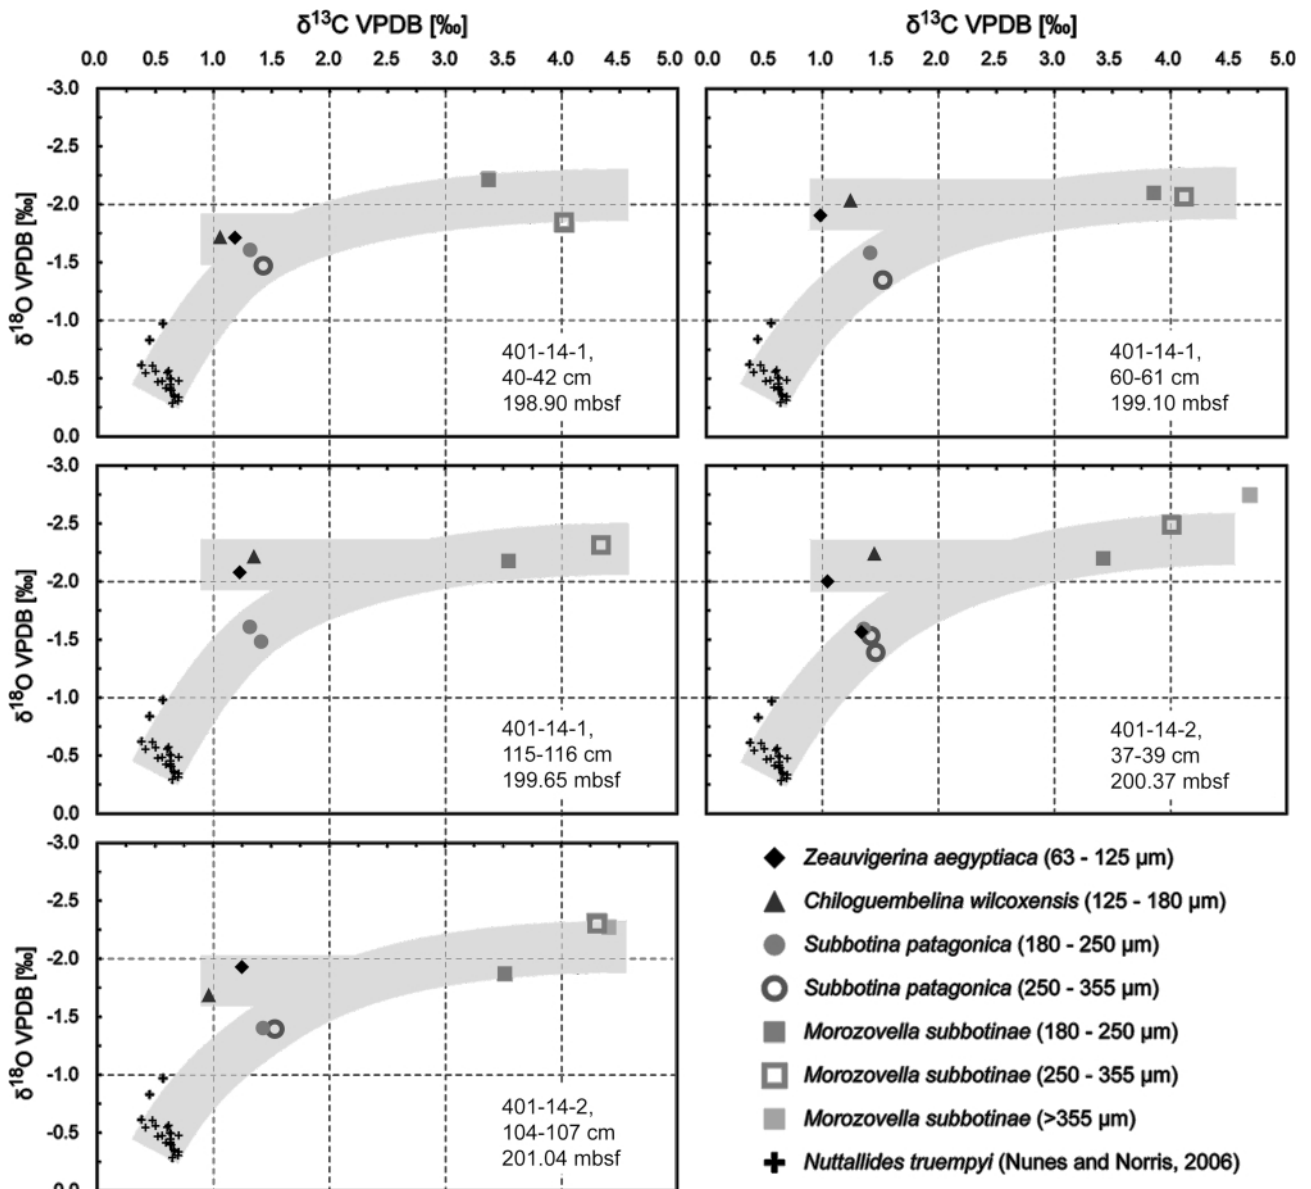 δ13C VPDB [‰]
δ13C VPDB [‰]
0.0 0.5 1.0 1.5 2.0 2.5 3.0 3.5 4.0 4.5 0.0 0.5 1.0 1.5 2.0 2.5 3.0 3.5 4.0 4.5 5.0
δ18O VPDB [‰]
-3.0
-2.5
-2.0
-1.5
-1.0
-0.5
0.0
401-14-1,
40-42 cm
198.90 mbsf
401-14-1,
60-61 cm
199.10 mbsf
δ18O VPDB [‰]
-3.0
-2.5
-2.0
-1.5
-1.0
-0.5
0.0
401-14-1,
115-116 cm
199.65 mbsf
401-14-2,
37-39 cm
200.37 mbsf
δ18O VPDB [‰]
-3.0
-2.5
-2.0
-1.5
-1.0
-0.5
0.0
401-14-2,
104-107 cm
201.04 mbsf
Zeauvigerina aegyptiaca (63 - 125 µm)
Chiloguembelina wilcoxensis (125 - 180 µm)
Subbotina patagonica (180 - 250 µm)
Subbotina patagonica (250 - 355 µm)
Morozovella subbotinae (180 - 250 µm)
Morozovella subbotinae (250 - 355 µm)
Morozovella subbotinae (>355 µm)
Nuttallides truempyi (Nunes and Norris, 2006)